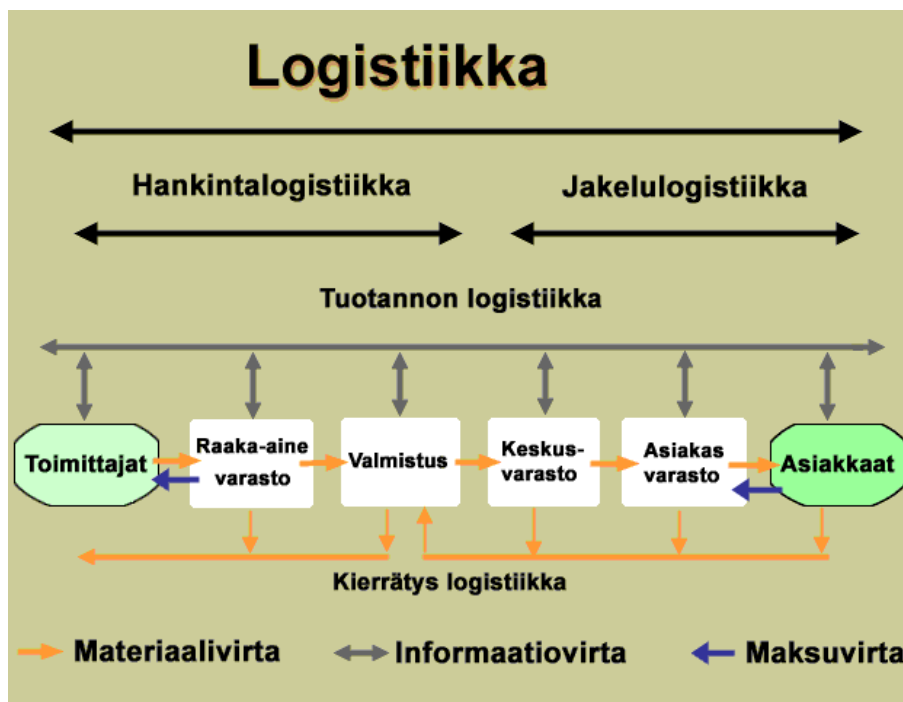 Logistiikka
Hankintalogistiikka
Jakelulogistiikka
Tuotannon logistiikka
Toimittajat
Raaka-aine
varasto
Valmistus
Keskus-
varasto
Asiakas
varasto
Asiakkaat
Kierrätys logistiikka
Materiaalivirta
Informaatiovirta
Maksuvirta